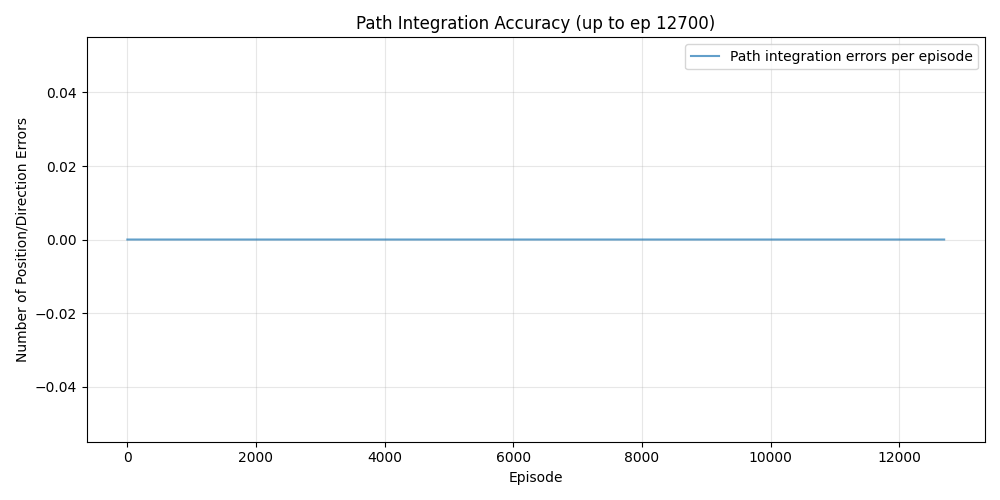 Path Integration Accuracy (up to ep 12700)
Path integration errors per episode
Number of Position/Direction Errors
0.04
0.02
0.00
−0.02
−0.04
0 2000 4000 6000 8000 10000 12000
Episode